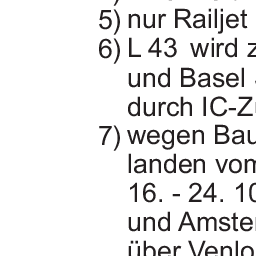 5) nur Railjet
6) L 43 wird
und Basel
durch IC-Z
7) wegen Bau
landen vom
16. - 24. 10
und Amste
über Venlo